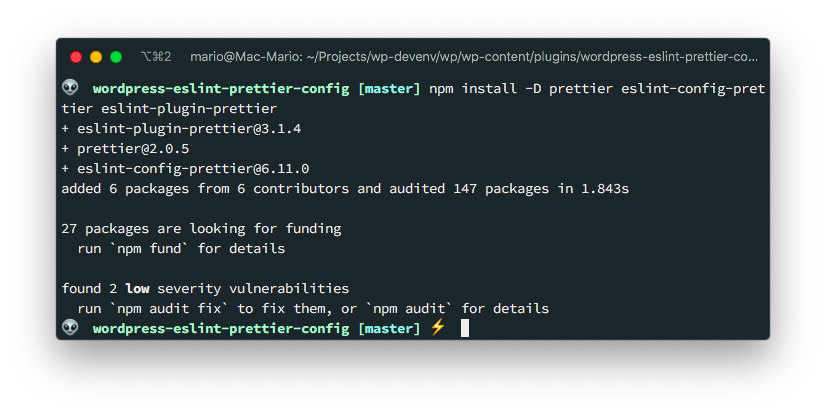 ⌥⌘2 mario@Mac-Mario: ~/Projects/wp-devenv/wp/wp-content/plugins/wordpress-eslint-prettier-co...
👽 wordpress-eslint-prettier-config [master] npm install -D prettier eslint-config-pret
tier eslint-plugin-prettier
+ eslint-plugin-prettier@3.1.4
+ prettier@2.0.5
+ eslint-config-prettier@6.11.0
added 6 packages from 6 contributors and audited 147 packages in 1.843s
27 packages are looking for funding
run `npm fund` for details
found 2 low severity vulnerabilities
run `npm audit fix` to fix them, or `npm audit` for details
👽 wordpress-eslint-prettier-config [master] ⚡